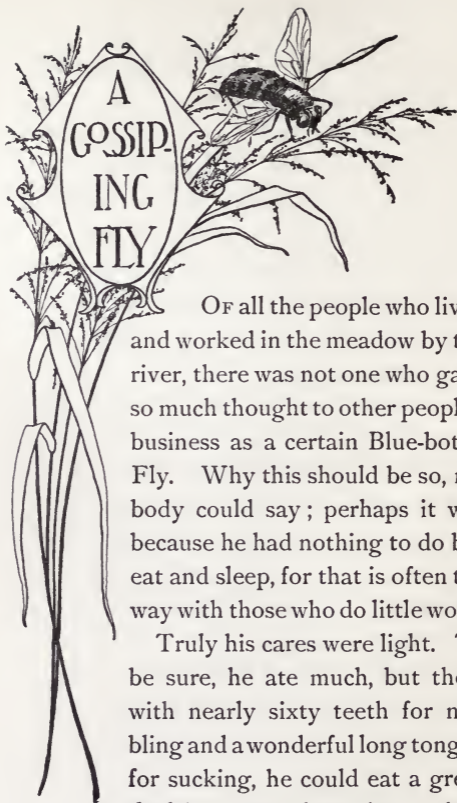 A
GOSSIP-
ING
FLY
OF all the people who liv
and worked in the meadow by t
river, there was not one who ga
so much thought to other peopl
business as a certain Blue-bot
Fly. Why this should be so, n
body could say; perhaps it w
because he had nothing to do b
eat and sleep, for that is often t
way with those who do little wo
Truly his cares were light. T
be sure, he ate much, but the
with nearly sixty teeth for n
bling and a wonderful long tong
for sucking, he could eat a gre